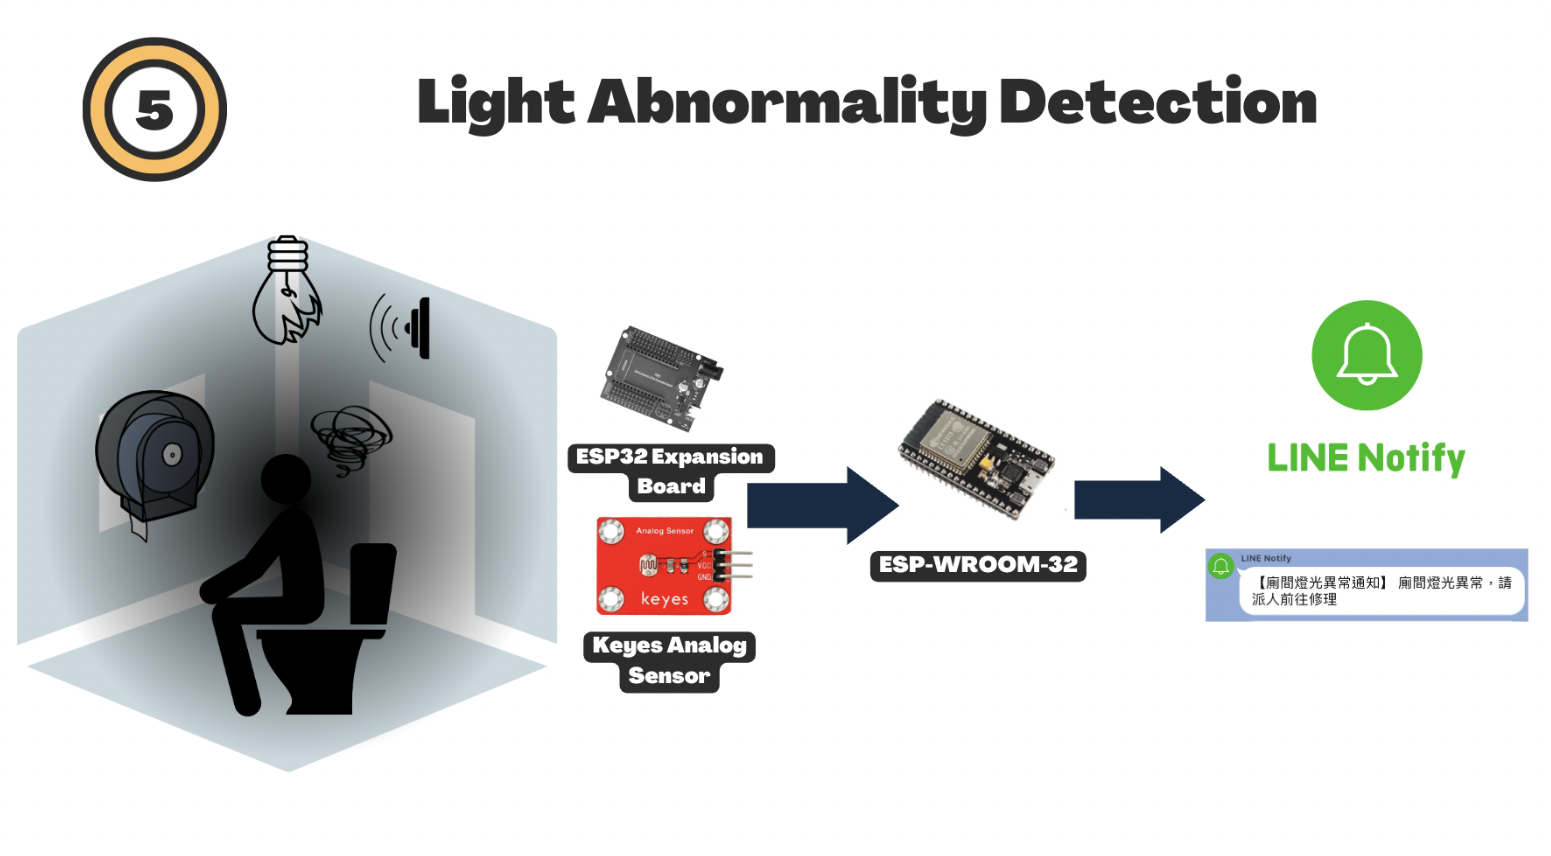 5
Light Abnormality Detection
ESP32 Expansion
Board
Analog Sensor
S
VCC
GND
keyes
Keyes Analog
Sensor
ESP-WROOM-32
LINE Notify
LINE Notify
【廁間燈光異常通知】 廁間燈光異常，請
派人前往修理